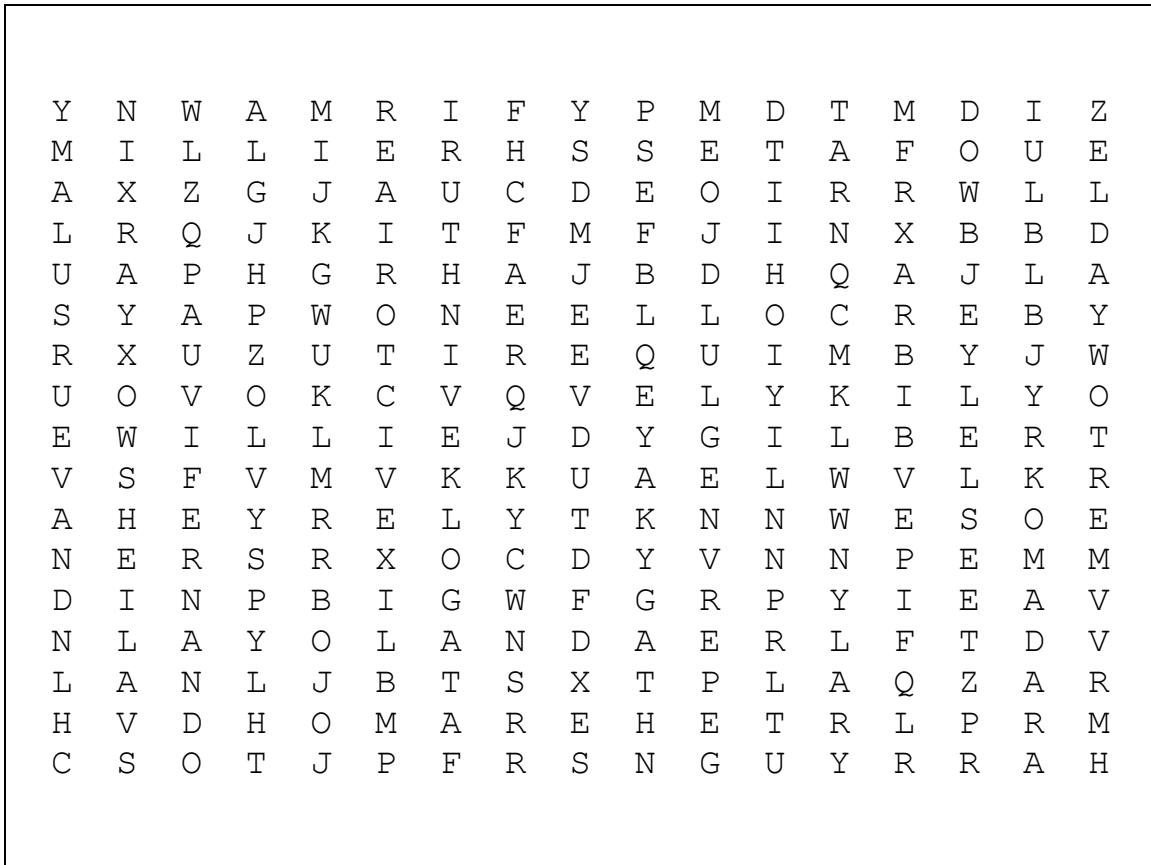 Y N W A M R I F Y P M D T M D I Z
M I L L I E R H S S E T A F O U E
A X Z G J A U C D E O I R R W L L
L R Q J K I T F M F J I N X B B D
U A P H G R H A J B D H Q A J L A
S Y A P W O N E E L L O C R E B Y
R X U Z U T I R E Q U I M B Y J W
U O V O K C V Q V E L Y K I L Y O
E W I L L I E J D Y G I L B E R T
V S F V M V K K U A E L W V L K R
A H E Y R E L Y T K N N W E S O E
N E R S R X O C D Y V N N P E M M
D I N P B I G W F G R P Y I E A V
N L A Y O L A N D A E R L F T D V
L A N L J B T S X T P L A Q Z A R
H V D H O M A R E H E T R L P R M
C S O T J P F R S N G U Y R R A H